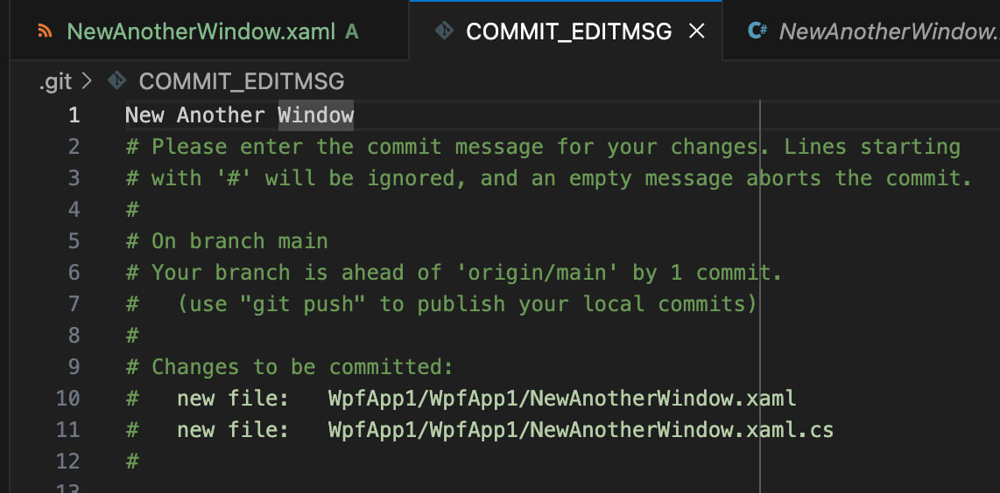 NewAnotherWindow.xaml A
COMMIT_EDITMSG
C# NewAnotherWindow.
.git > COMMIT_EDITMSG
1 New Another Window
2 # Please enter the commit message for your changes. Lines starting
3 # with '#' will be ignored, and an empty message aborts the commit.
4 #
5 # On branch main
6 # Your branch is ahead of 'origin/main' by 1 commit.
7 #   (use "git push" to publish your local commits)
8 #
9 # Changes to be committed:
10 #   new file:   WpfApp1/WpfApp1/NewAnotherWindow.xaml
11 #   new file:   WpfApp1/WpfApp1/NewAnotherWindow.xaml.cs
12 #
13